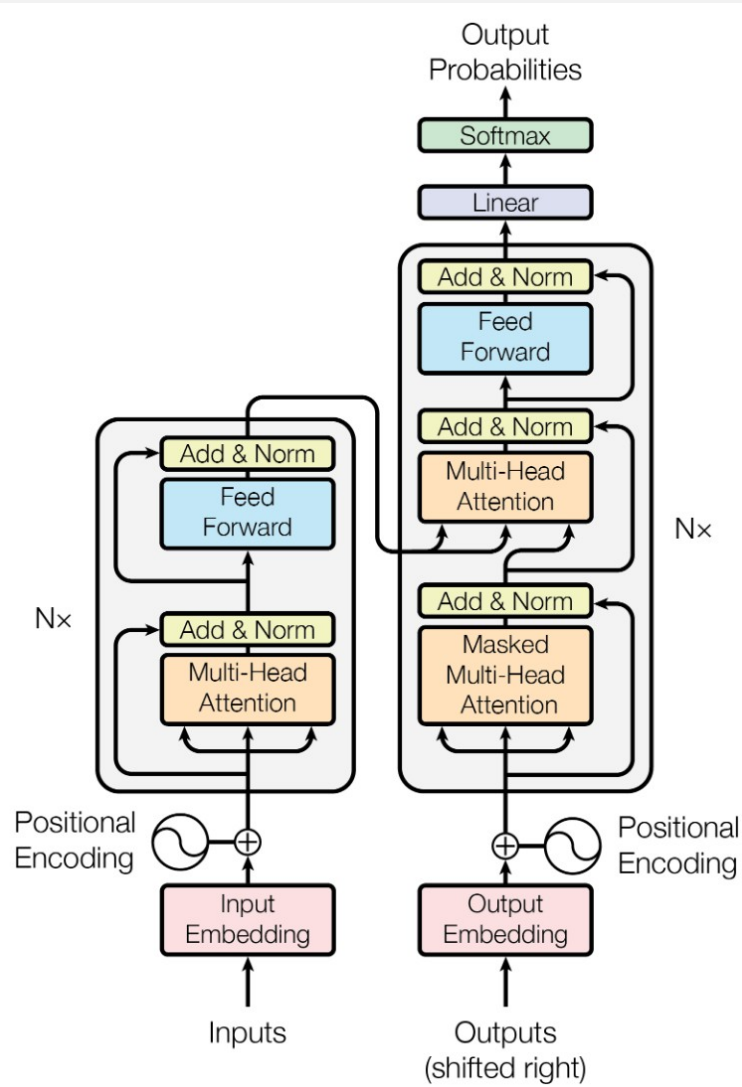 Output
Probabilities
Softmax
Linear
Add & Norm
Feed
Forward
Add & Norm
Multi-Head
Attention
Nx
Add & Norm
Masked
Multi-Head
Attention
Add & Norm
Feed
Forward
Nx
Add & Norm
Multi-Head
Attention
Positional
Encoding
Positional
Encoding
Input
Embedding
Output
Embedding
Inputs
Outputs
(shifted right)